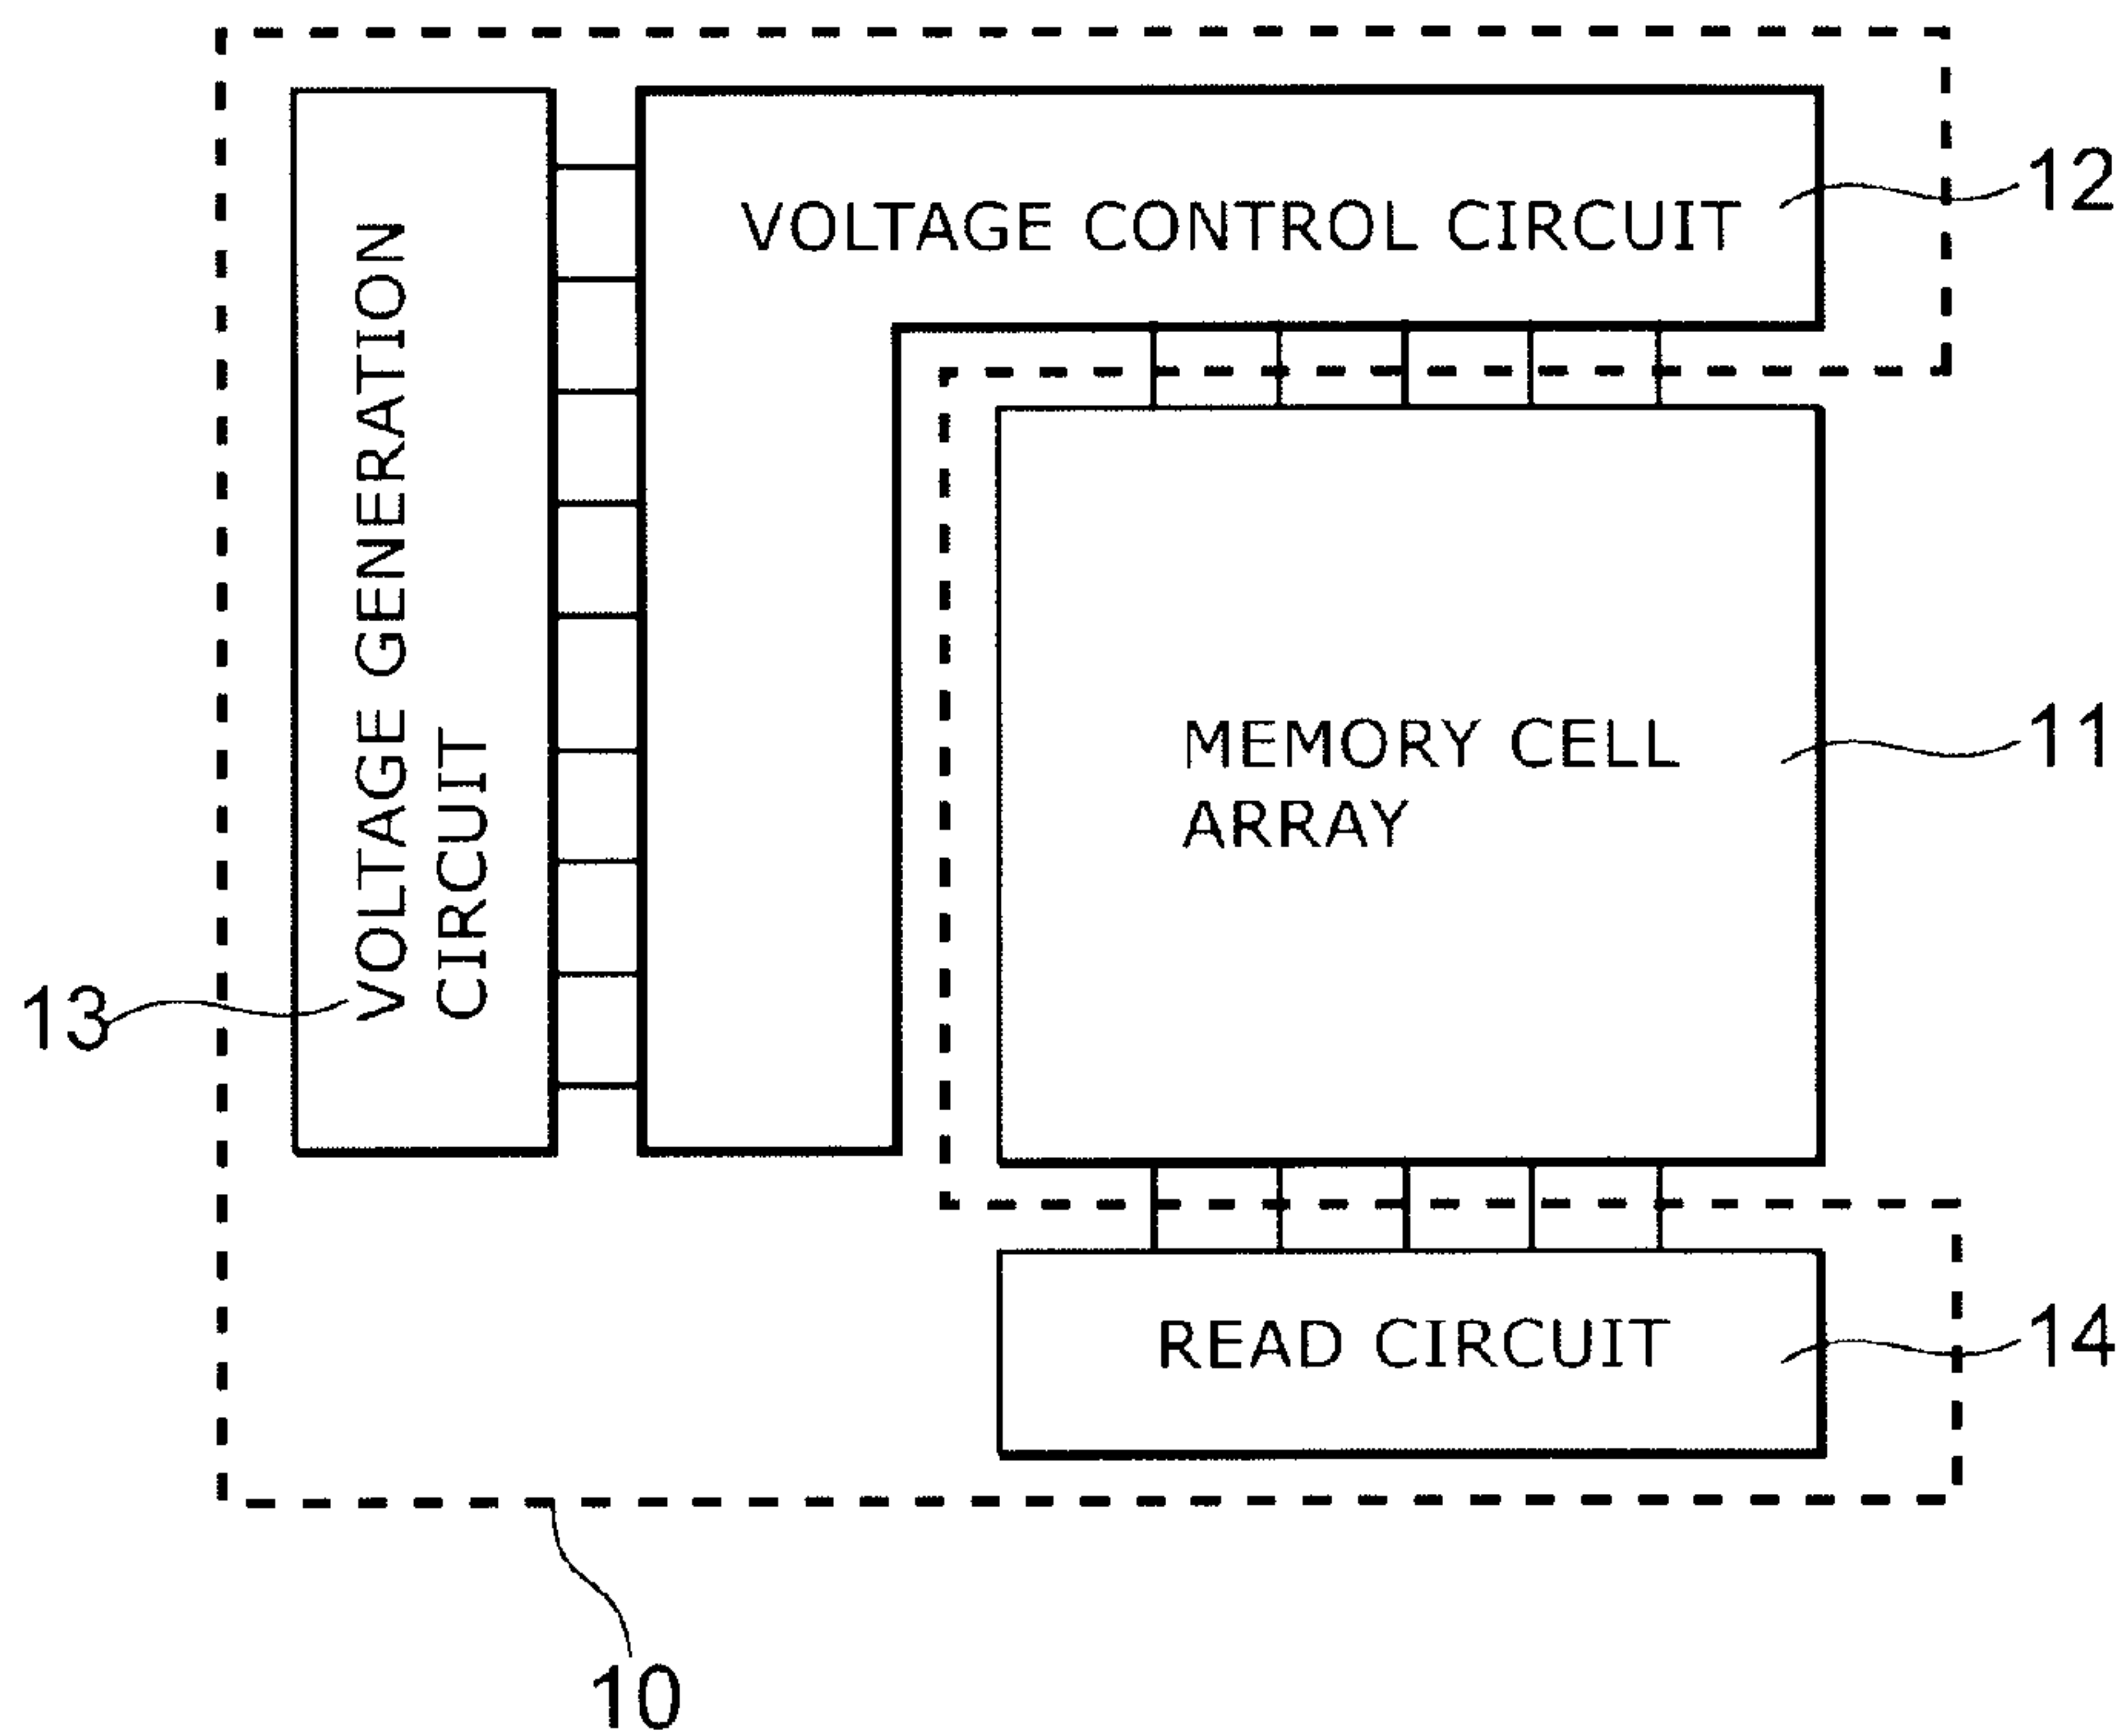 VOLTAGE CONTROL CIRCUIT
12
VOLTAGE GENERATION
CIRCUIT
13
MEMORY CELL
ARRAY
11
READ CIRCUIT
14
10